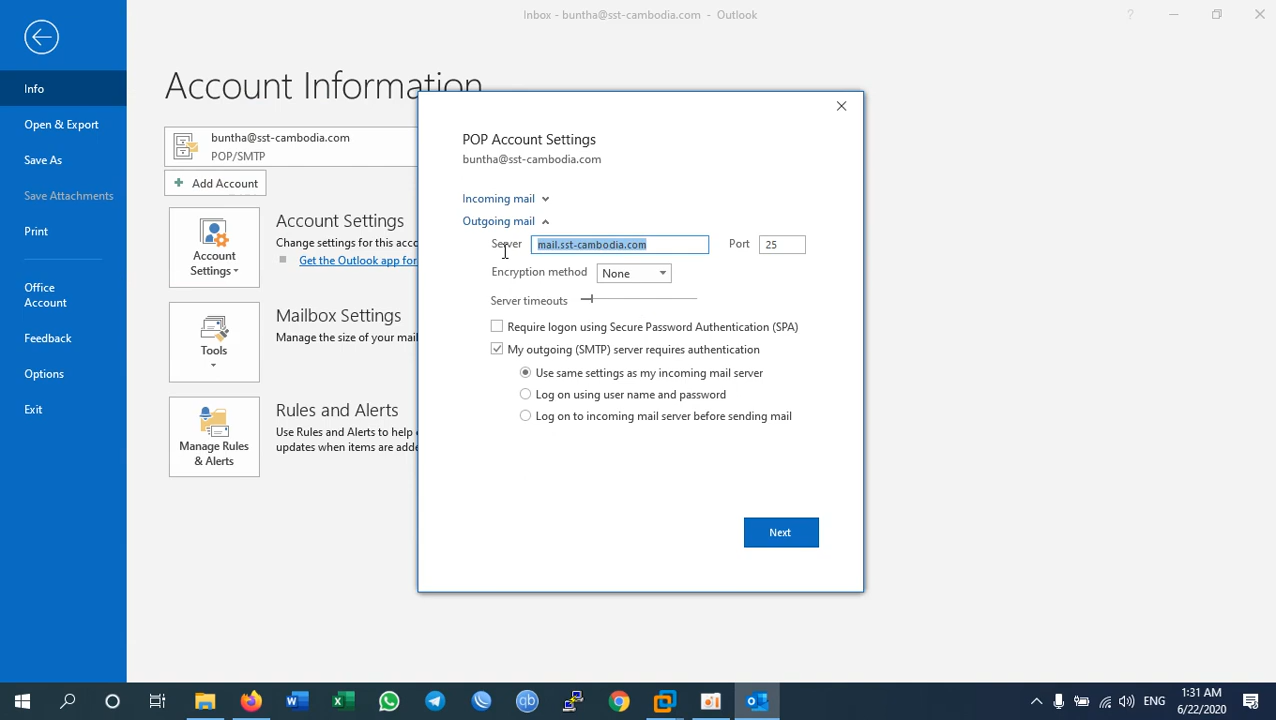 Inbox - buntha@sst-cambodia.com - Outlook
?
Info
Open & Export
Save As
Save Attachments
Print
Office
Account
Feedback
Options
Exit
Account Information
buntha@sst-cambodia.com
POP/SMTP
Add Account
Account
Settings
Account Settings
Change settings for this acco
Get the Outlook app for
Tools
Mailbox Settings
Manage the size of your mail
Manage Rules
& Alerts
Rules and Alerts
Use Rules and Alerts to help
updates when items are adde
POP Account Settings
buntha@sst-cambodia.com
Incoming mail
Outgoing mail
Server mail.sst-cambodia.com Port 25
Encryption method None
Server timeouts
Require logon using Secure Password Authentication (SPA)
My outgoing (SMTP) server requires authentication
Use same settings as my incoming mail server
Log on using user name and password
Log on to incoming mail server before sending mail
Next
ENG
1:31 AM
6/22/2020